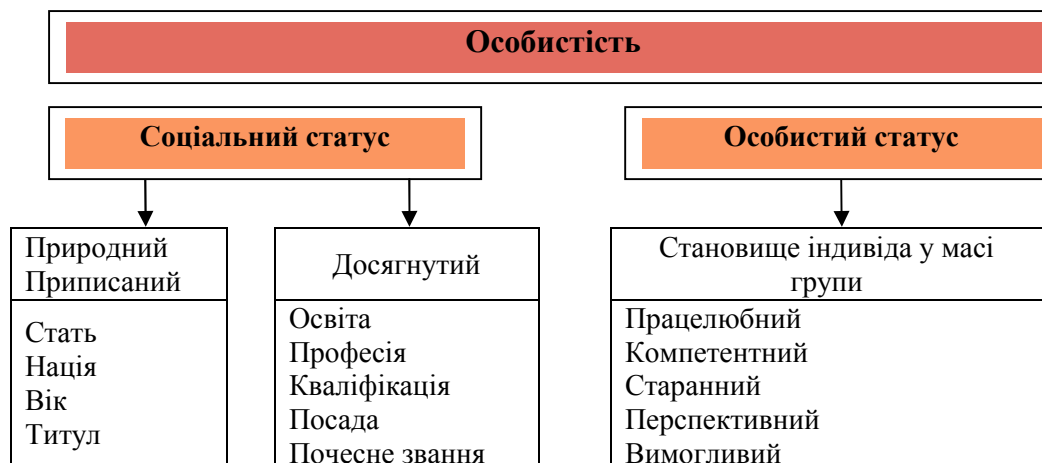 Особистість
Соціальний статус
Особистий статус
Природний
Приписаний
Досягнутий
Становище індивіда у масі
групи
Стать
Нація
Вік
Титул
Освіта
Професія
Кваліфікація
Посада
Почесне звання
Працелюбний
Компетентний
Старанний
Перспективний
Вимогливий